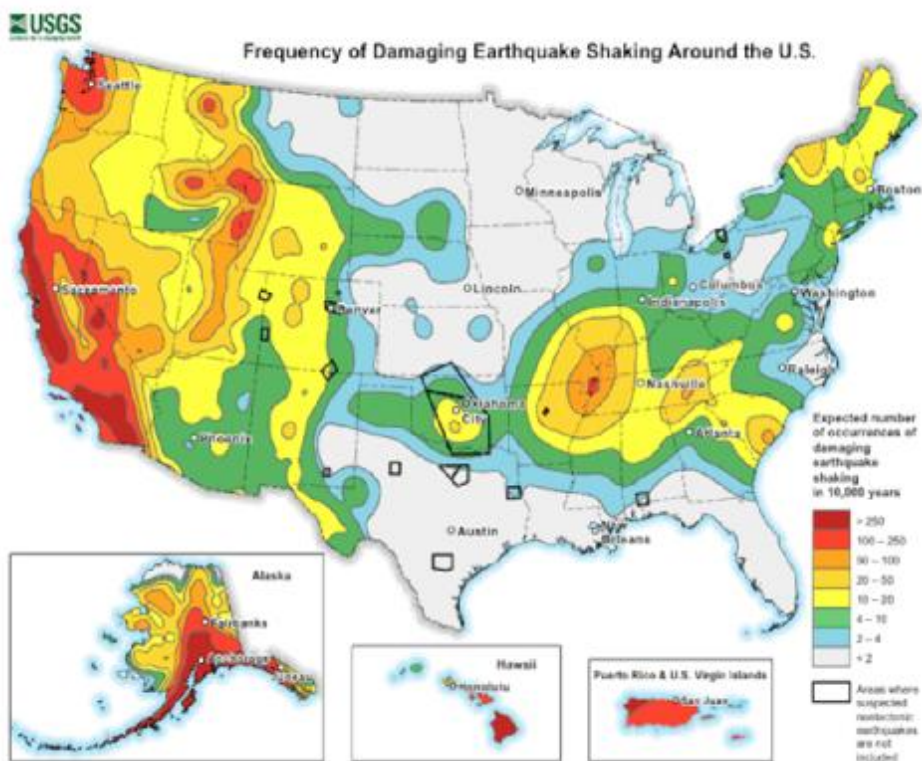 USGS
Frequency of Damaging Earthquake Shaking Around the U.S.
Seattle
Minneapolis
Boston
Sacramento
Lincoln
Columbus
Denver
Indianapolis
Washington
Nashville
Raleigh
Oklahoma
City
Phoenix
Atlanta
Expected number
of occurrences of
damaging
earthquake
shaking
in 10,000 years
> 250
100 – 250
20 – 50
10 – 20
4 – 10
2 – 4
Austin
New
Orleans
Alaska
Fairbanks
Anchorage
Juneau
Hawaii
Honolulu
Puerto Rico & U.S. Virgin Islands
San Juan
Areas where
suspected
nontectonic
earthquakes
are not
included